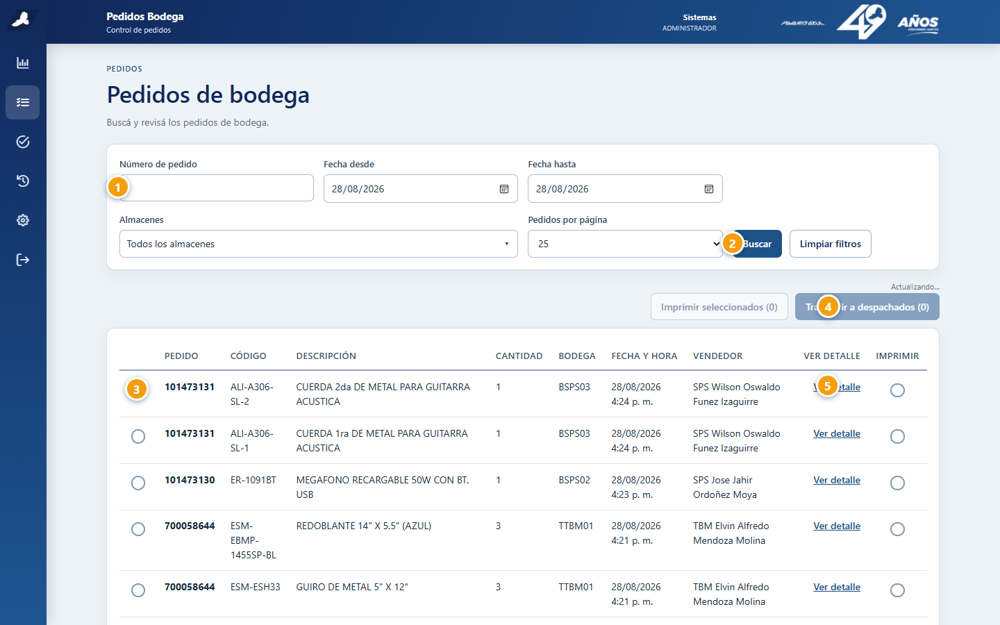 Pedidos Bodega
Control de pedidos
Sistemas
ADMINISTRADOR
49 AÑOS
PEDIDOS
Pedidos de bodega
Buscá y revisá los pedidos de bodega.
Número de pedido
Fecha desde
Fecha hasta
1
28/08/2026
28/08/2026
Almacenes
Pedidos por página
Todos los almacenes
25
2
Buscar
Limpiar filtros
Actualizando...
Imprimir seleccionados (0)
4
a despachados (0)
PEDIDO CÓDIGO DESCRIPCIÓN CANTIDAD BODEGA FECHA Y HORA VENDEDOR VER DETALLE IMPRIMIR
3 101473131 ALI-A306- CUERDA 2da DE METAL PARA GUITARRA 1 BSPS03 28/08/2026 SPS Wilson Oswaldo 5
SL-2 ACUSTICA 4:24 p. m. Funez Izaguirre
101473131 ALI-A306- CUERDA 1ra DE METAL PARA GUITARRA 1 BSPS03 28/08/2026 SPS Wilson Oswaldo Ver detalle
SL-1 ACUSTICA 4:24 p. m. Funez Izaguirre
101473130 ER-1091BT MEGAFONO RECARGABLE 50W CON BT, 1 BSPS02 28/08/2026 SPS Jose Jahir Ver detalle
USB 4:23 p. m. Ordoñez Moya
700058644 ESM- REDOBLANTE 14" X 5.5" (AZUL) 3 TTBM01 28/08/2026 TBM Elvin Alfredo Ver detalle
EBMP- 4:21 p. m. Mendoza Molina
1455SP-BL
700058644 ESM-ESH33 GUIRO DE METAL 5" X 12" 3 TTBM01 28/08/2026 TBM Elvin Alfredo Ver detalle
4:21 p. m. Mendoza Molina